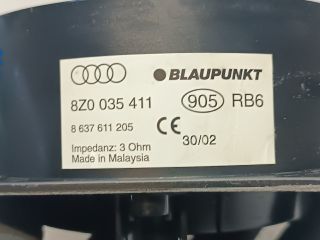 BLAUPUNKT
8Z0 035 411 905 RB6
8 637 611 205 CE
30/02
Impedanz: 3 Ohm
Made in Malaysia